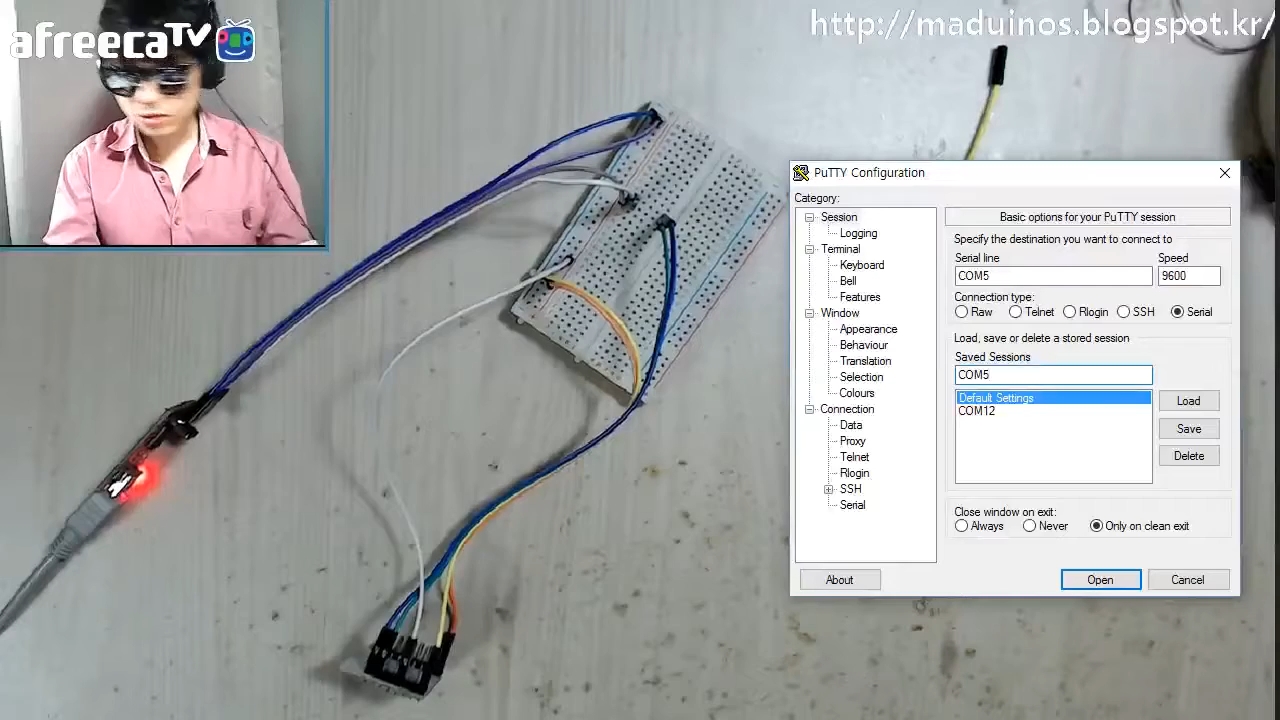 afreecaTV
http://maduinos.blogspot.kr/
PuTTY Configuration
Category:
Session
Logging
Terminal
Keyboard
Bell
Features
Window
Appearance
Behaviour
Translation
Selection
Colours
Connection
Data
Proxy
Telnet
Rlogin
SSH
Serial
Basic options for your PuTTY session
Specify the destination you want to connect to
Serial line
Speed
COM5
9600
Connection type:
Raw
Telnet
Rlogin
SSH
Serial
Load, save or delete a stored session
Saved Sessions
COM5
Default Settings
COM12
Load
Save
Delete
Close window on exit:
Always
Never
Only on clean exit
About
Open
Cancel